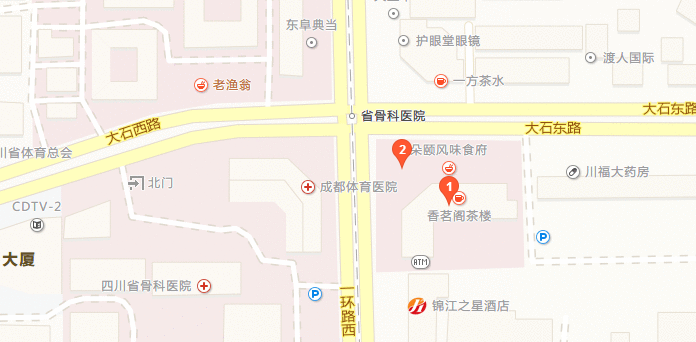 东阜典当
护眼堂眼镜
渡人国际
一方茶水
老渔翁
省骨科医院
大石东路
大石东路
大石西路
川省体育总会
2
朵颐风味食府
川福大药房
北门
成都体育医院
1
香茗阁茶楼
CDTV-2
P
大厦
ATM
四川省骨科医院
P
一环路西
锦江之星酒店